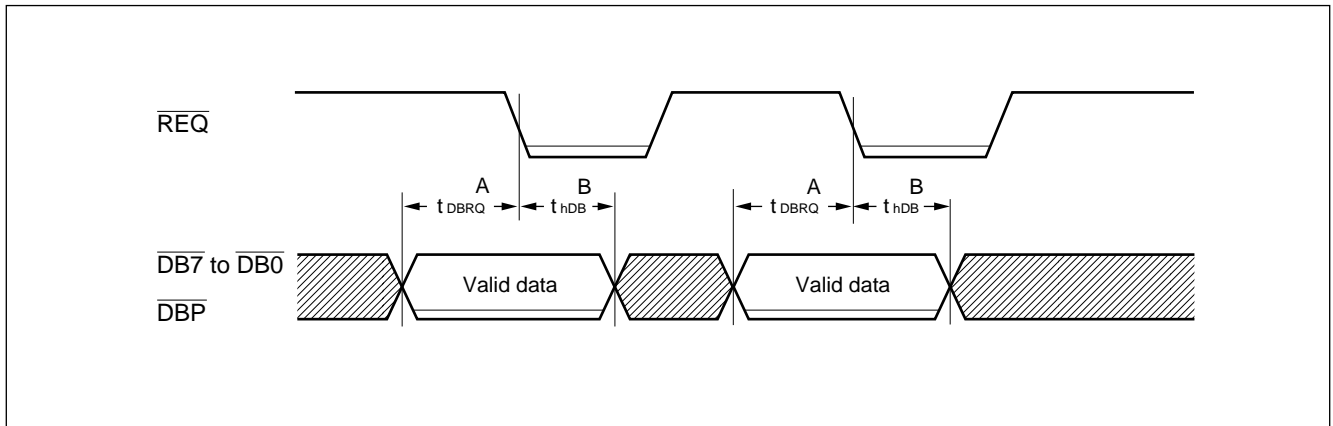 REQ
A B A B
t DBRQ t hDB t DBRQ t hDB
DB7 to DB0 Valid data Valid data
DBP